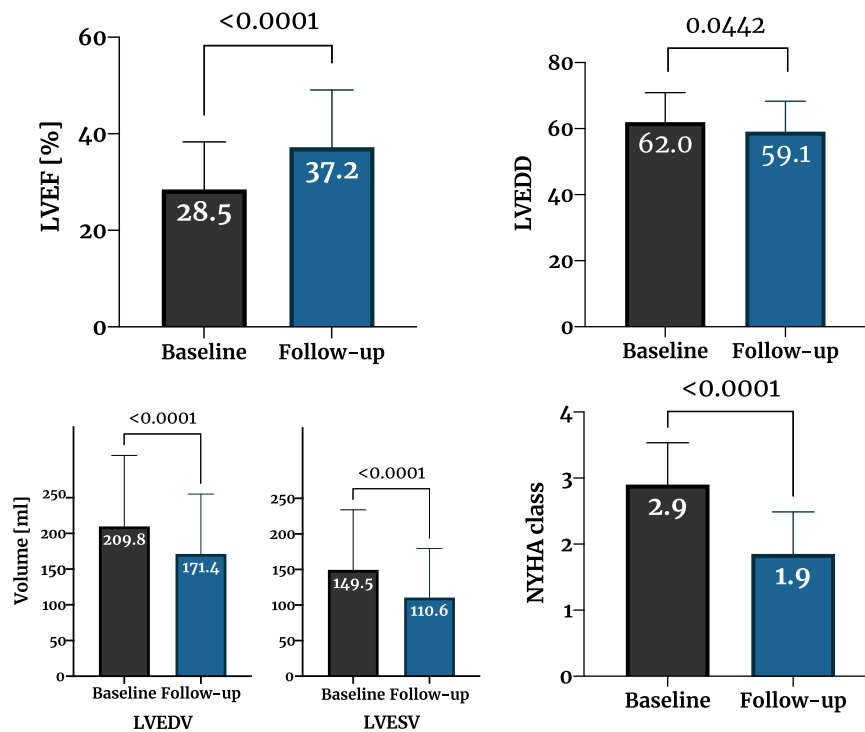 <0.0001
60
40
20
0
LVEF [%]
28.5
37.2
Baseline
Follow-up
0.0442
80
60
40
20
0
LVEDD
62.0
59.1
Baseline
Follow-up
<0.0001
250
200
150
100
50
0
Volume [ml]
209.8
171.4
Baseline Follow-up
LVEDV
<0.0001
250
200
150
100
50
0
149.5
110.6
Baseline Follow-up
LVESV
<0.0001
4
3
2
1
0
NYHA class
2.9
1.9
Baseline
Follow-up